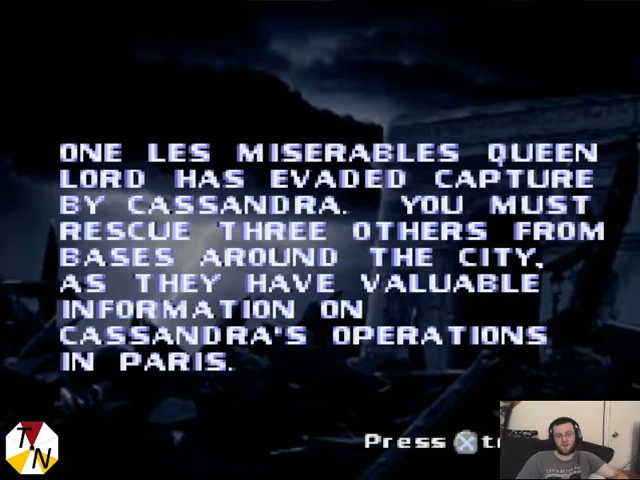 ONE LES MISERABLES QUEEN
LORD HAS EVADED CAPTURE
BY CASSANDRA. YOU MUST
RESCUE THREE OTHERS FROM
BASES AROUND THE CITY,
AS THEY HAVE VALUABLE
INFORMATION ON
CASSANDRA'S OPERATIONS
IN PARIS.
Press X t
T
N